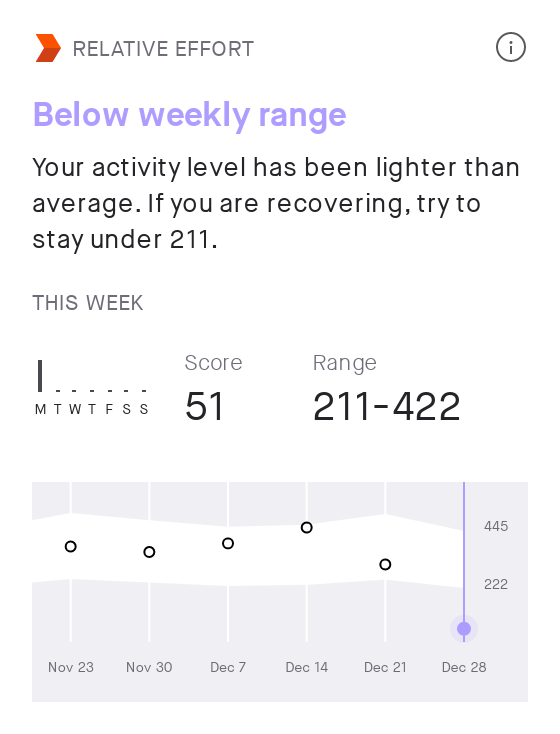 RELATIVE EFFORT
Below weekly range
Your activity level has been lighter than
average. If you are recovering, try to
stay under 211.
THIS WEEK
Score
Range
51
211-422
M T W T F S S
445
222
Nov 23
Nov 30
Dec 7
Dec 14
Dec 21
Dec 28